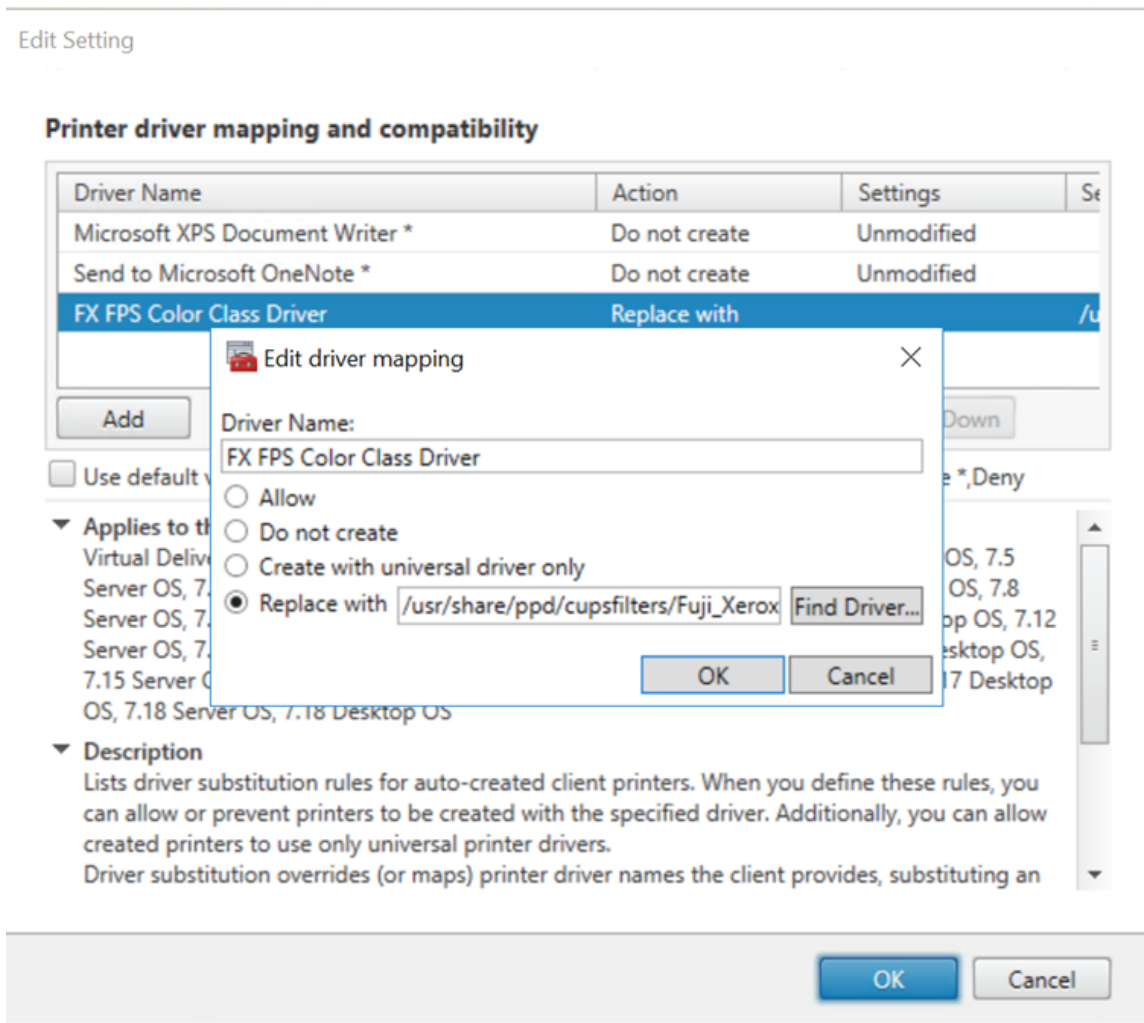 Edit Setting
Printer driver mapping and compatibility
Driver Name Action Settings Se
Microsoft XPS Document Writer * Do not create Unmodified
Send to Microsoft OneNote * Do not create Unmodified
FX FPS Color Class Driver Replace with /u
Edit driver mapping
Add Down
Driver Name:
FX FPS Color Class Driver
Use default e *,Deny
Allow
Applies to th
Do not create
Virtual Delive OS, 7.5
Create with universal driver only
Server OS, 7. OS, 7.8
Replace with /usr/share/ppd/cupsfilters/Fuji_Xerox Find Driver...
Server OS, 7. op OS, 7.12
Server OS, 7. esktop OS,
OK Cancel
7.15 Server 17 Desktop
OS, 7.18 Server OS, 7.18 Desktop OS
Description
Lists driver substitution rules for auto-created client printers. When you define these rules, you
can allow or prevent printers to be created with the specified driver. Additionally, you can allow
created printers to use only universal printer drivers.
Driver substitution overrides (or maps) printer driver names the client provides, substituting an
OK Cancel